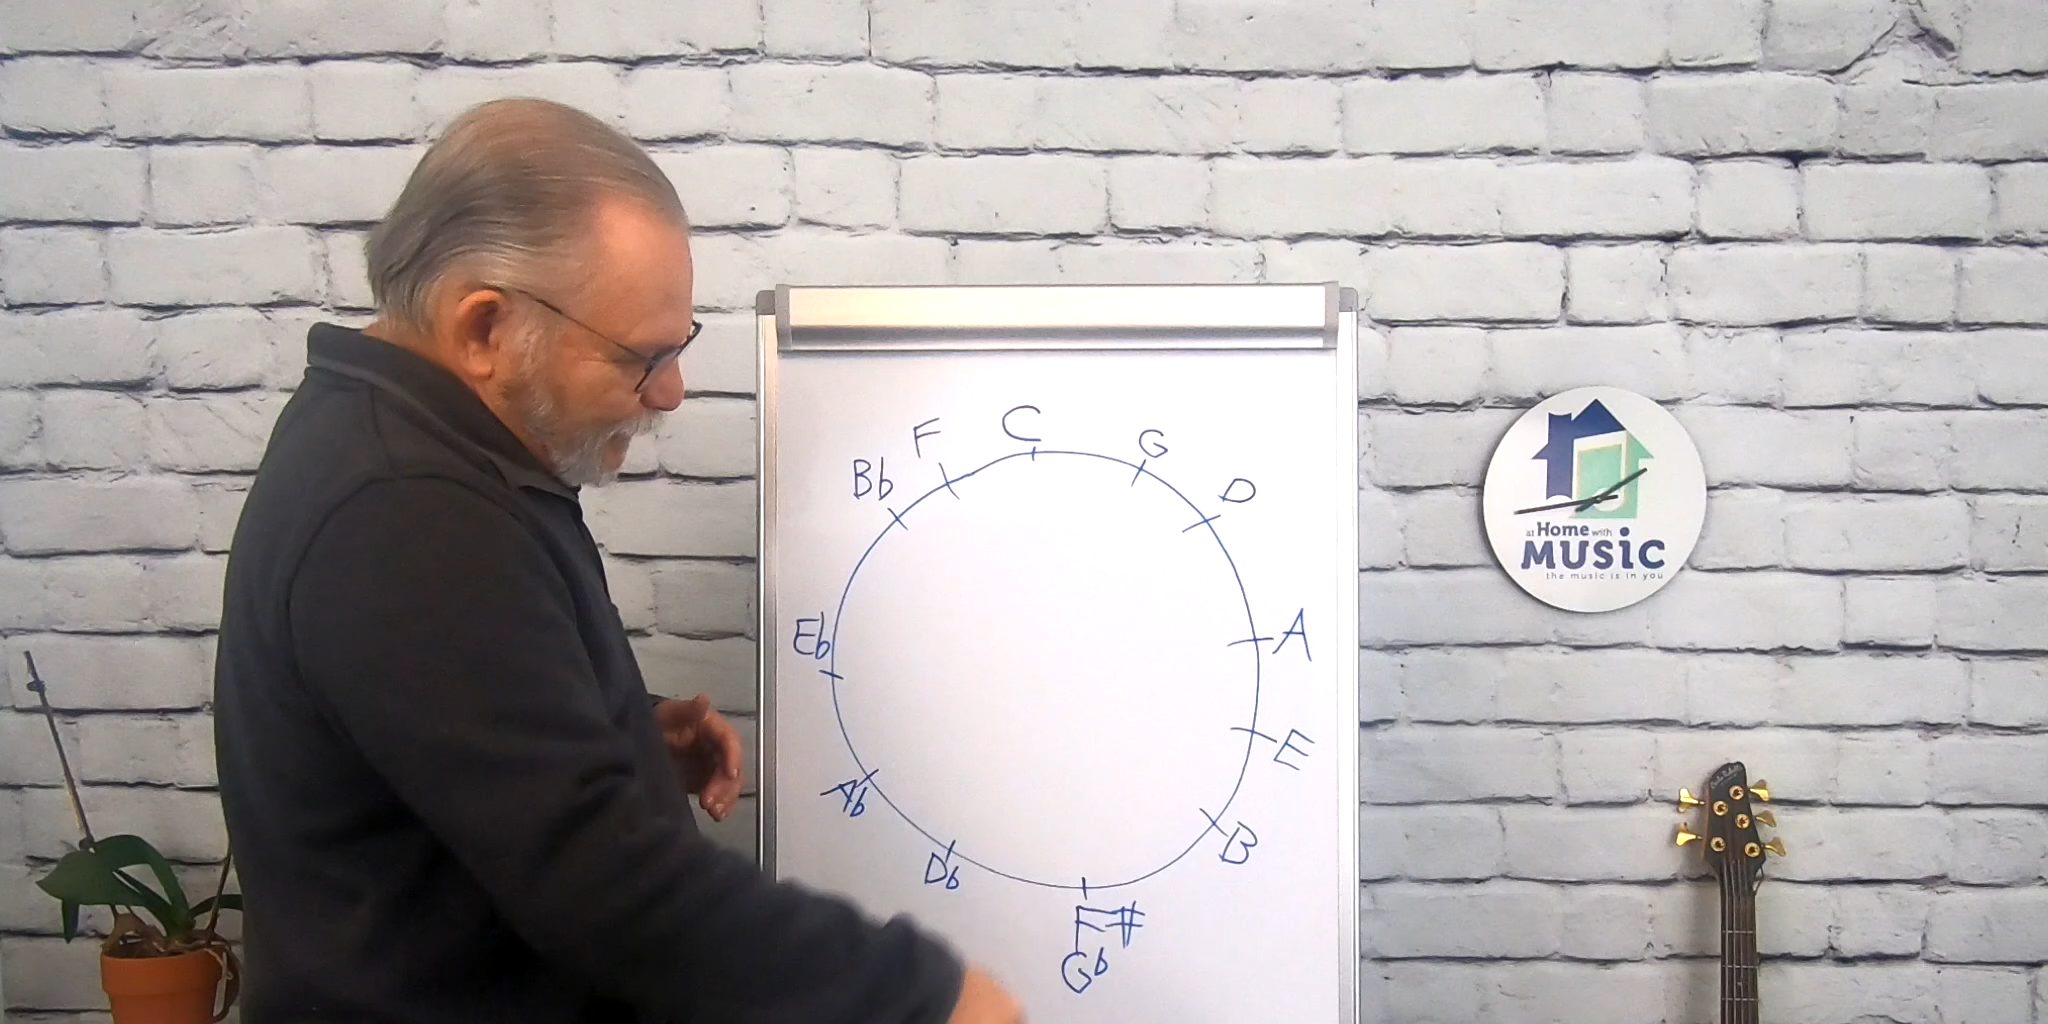 C
G
D
A
E
B
F#
Gb
Db
Ab
Eb
Bb
F
at Home with
MUSIC
the music is in you